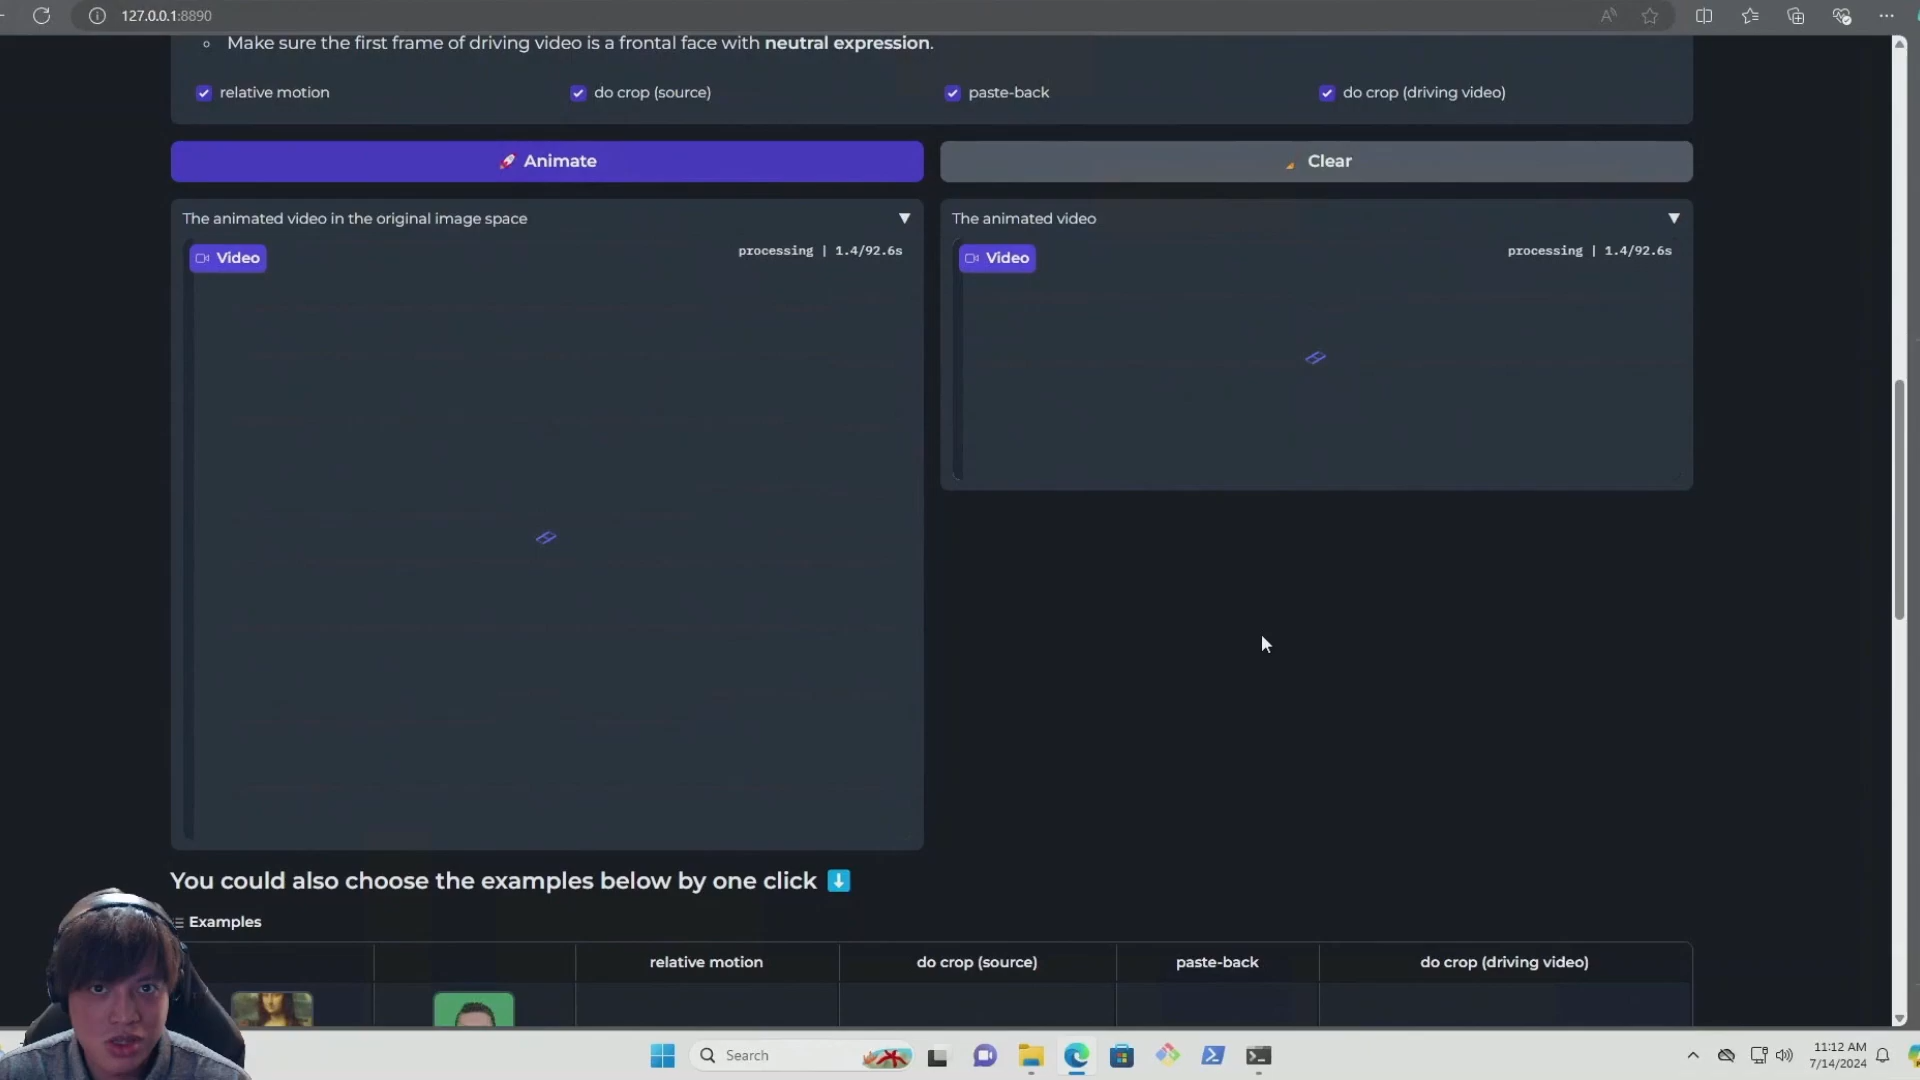 127.0.0.1:8890
Make sure the first frame of driving video is a frontal face with neutral expression.
relative motion
do crop (source)
paste-back
do crop (driving video)
🚀 Animate
Clear
The animated video in the original image space
Video
processing | 1.4/92.6s
The animated video
Video
processing | 1.4/92.6s
You could also choose the examples below by one click ⬇️
Examples
relative motion
do crop (source)
paste-back
do crop (driving video)
Search
11:12 AM
7/14/2024